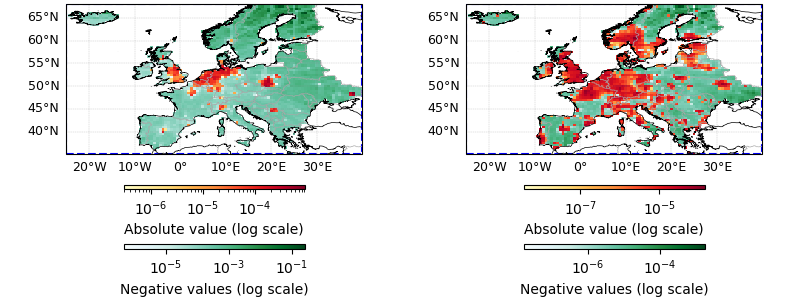 65°N
60°N
55°N
50°N
45°N
40°N
20°W 10°W 0° 10°E 20°E 30°E
10⁻⁶ 10⁻⁵ 10⁻⁴
Absolute value (log scale)
10⁻⁵ 10⁻³ 10⁻¹
Negative values (log scale)
65°N
60°N
55°N
50°N
45°N
40°N
20°W 10°W 0° 10°E 20°E 30°E
10⁻⁷ 10⁻⁵
Absolute value (log scale)
10⁻⁶ 10⁻⁴
Negative values (log scale)